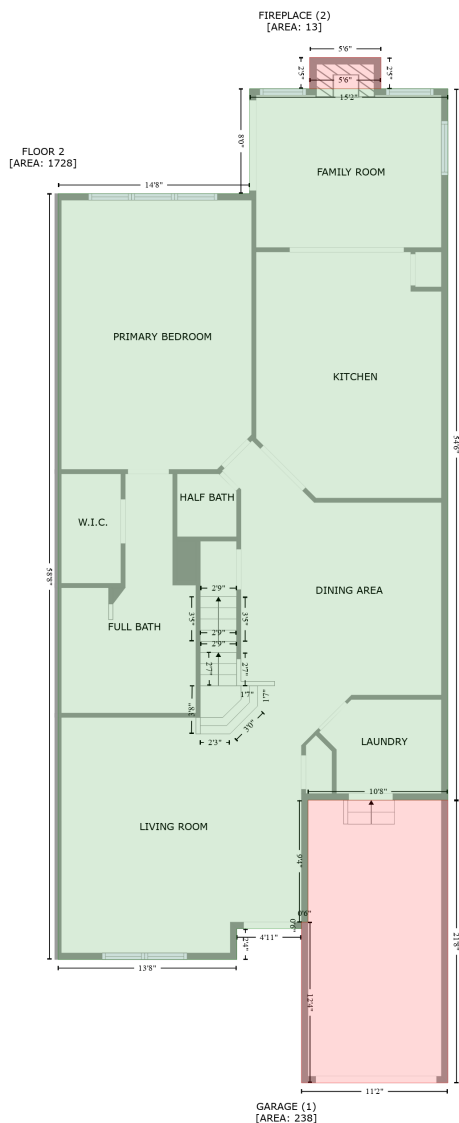 FIREPLACE (2)
[AREA: 13]
5'6"
2'5"
2'5"
5'6"
15'2"
8'0"
FLOOR 2
[AREA: 1728]
FAMILY ROOM
14'8"
PRIMARY BEDROOM
KITCHEN
54'6"
HALF BATH
W.I.C.
58'8"
2'9"
DINING AREA
3'5"
3'5"
FULL BATH
2'9"
2'9"
2'7"
2'7"
1'7"
1'7"
3'8"
3'0"
2'3"
LAUNDRY
10'8"
LIVING ROOM
9'4"
0'6"
0'6"
4'11"
2'4"
13'8"
12'4"
21'8"
11'2"
GARAGE (1)
[AREA: 238]